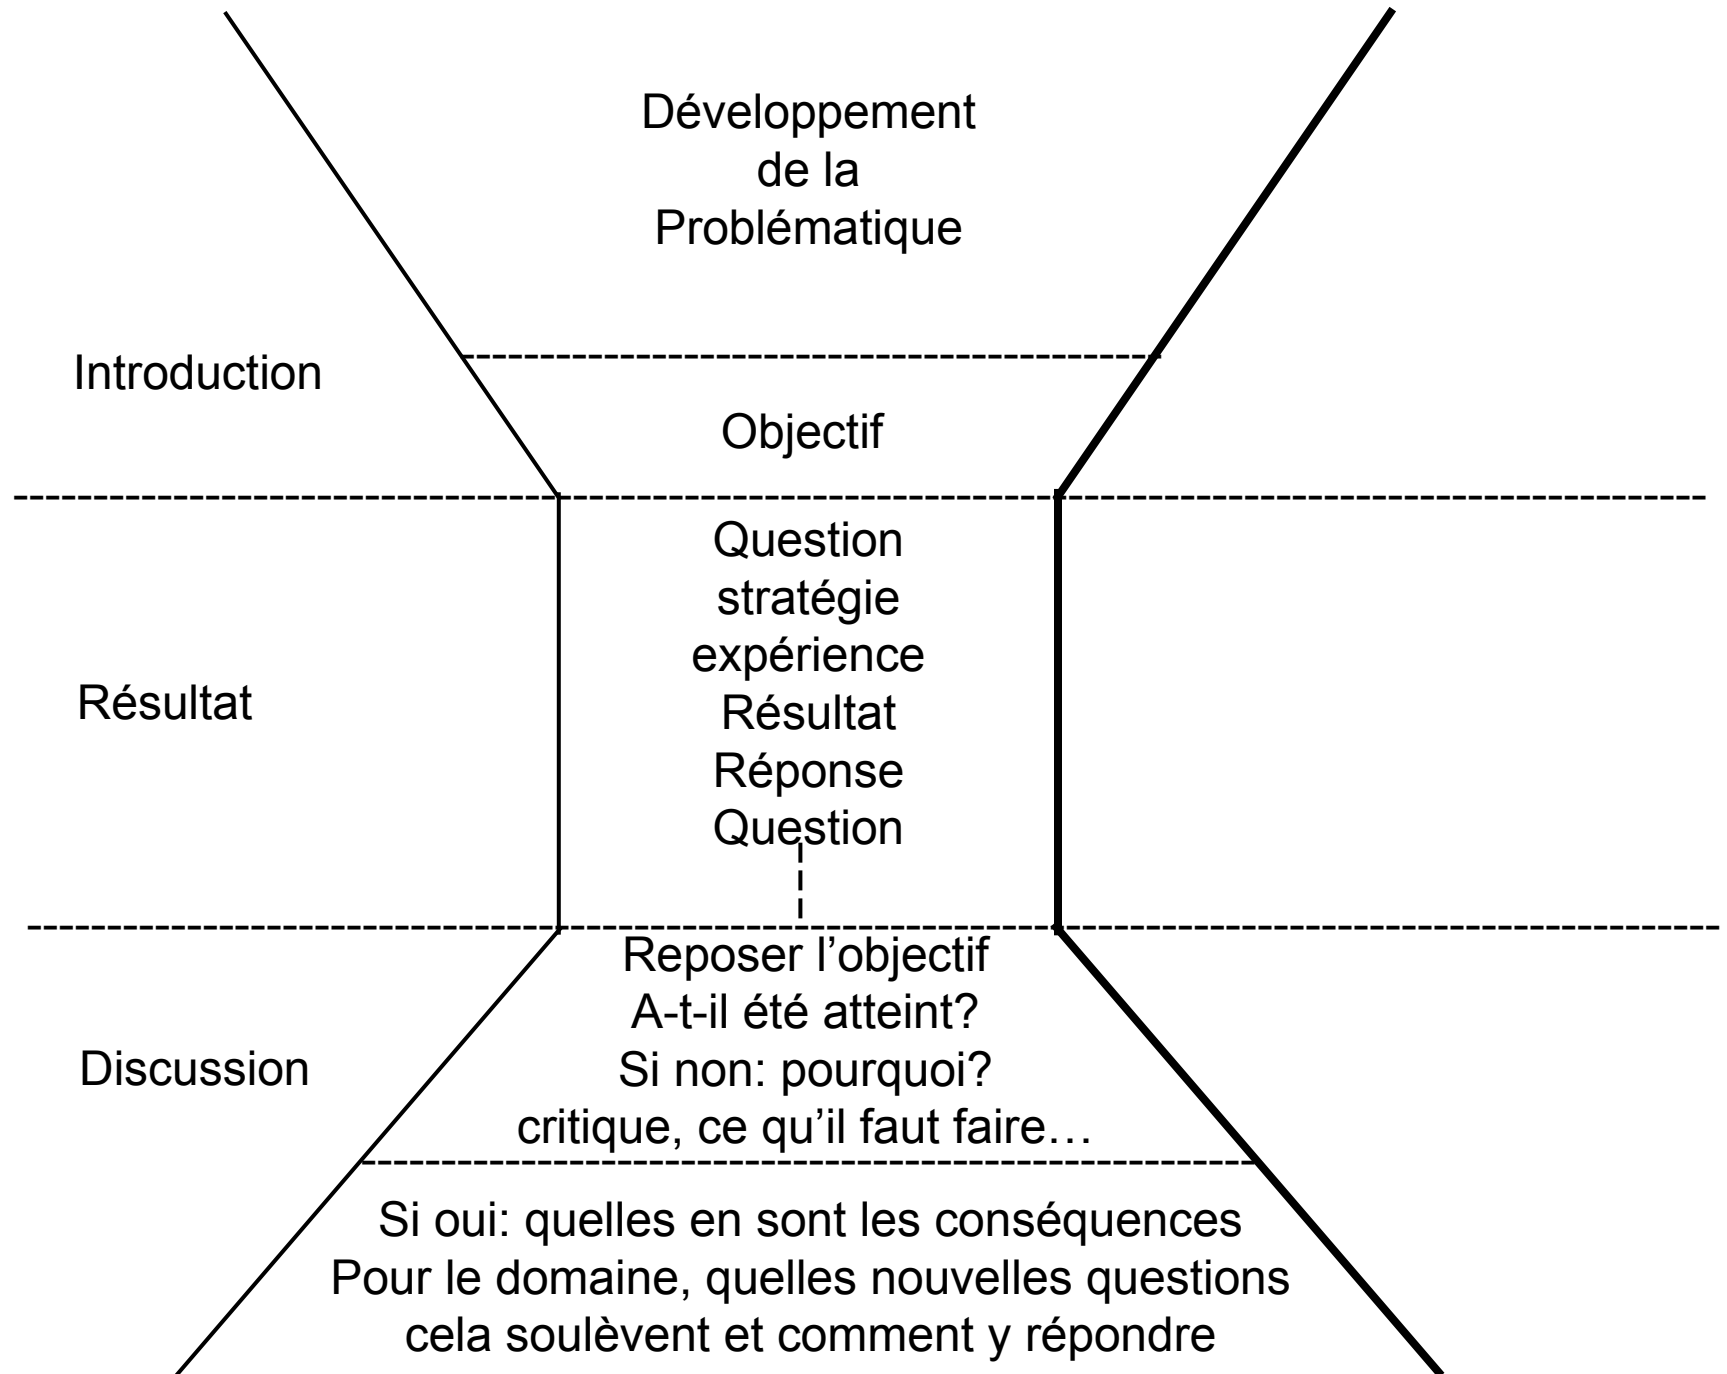 Développement
de la
Problématique
Introduction
Objectif
Question
stratégie
expérience
Résultat
Résultat
Réponse
Question
Reposer l’objectif
A-t-il été atteint?
Discussion
Si non: pourquoi?
critique, ce qu’il faut faire…
Si oui: quelles en sont les conséquences
Pour le domaine, quelles nouvelles questions
cela soulèvent et comment y répondre